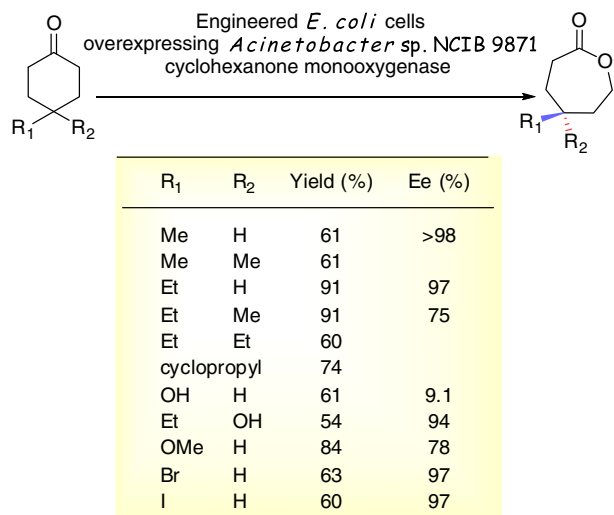 Engineered E. coli cells
overexpressing Acinetobacter sp. NCIB 9871
cyclohexanone monooxygenase
O
R1 R2
O
O
R1
R2
R1 R2 Yield (%) Ee (%)
Me H 61 >98
Me Me 61
Et H 91 97
Et Me 91 75
Et Et 60
cyclopropyl 74
OH H 61 9.1
Et OH 54 94
OMe H 84 78
Br H 63 97
I H 60 97